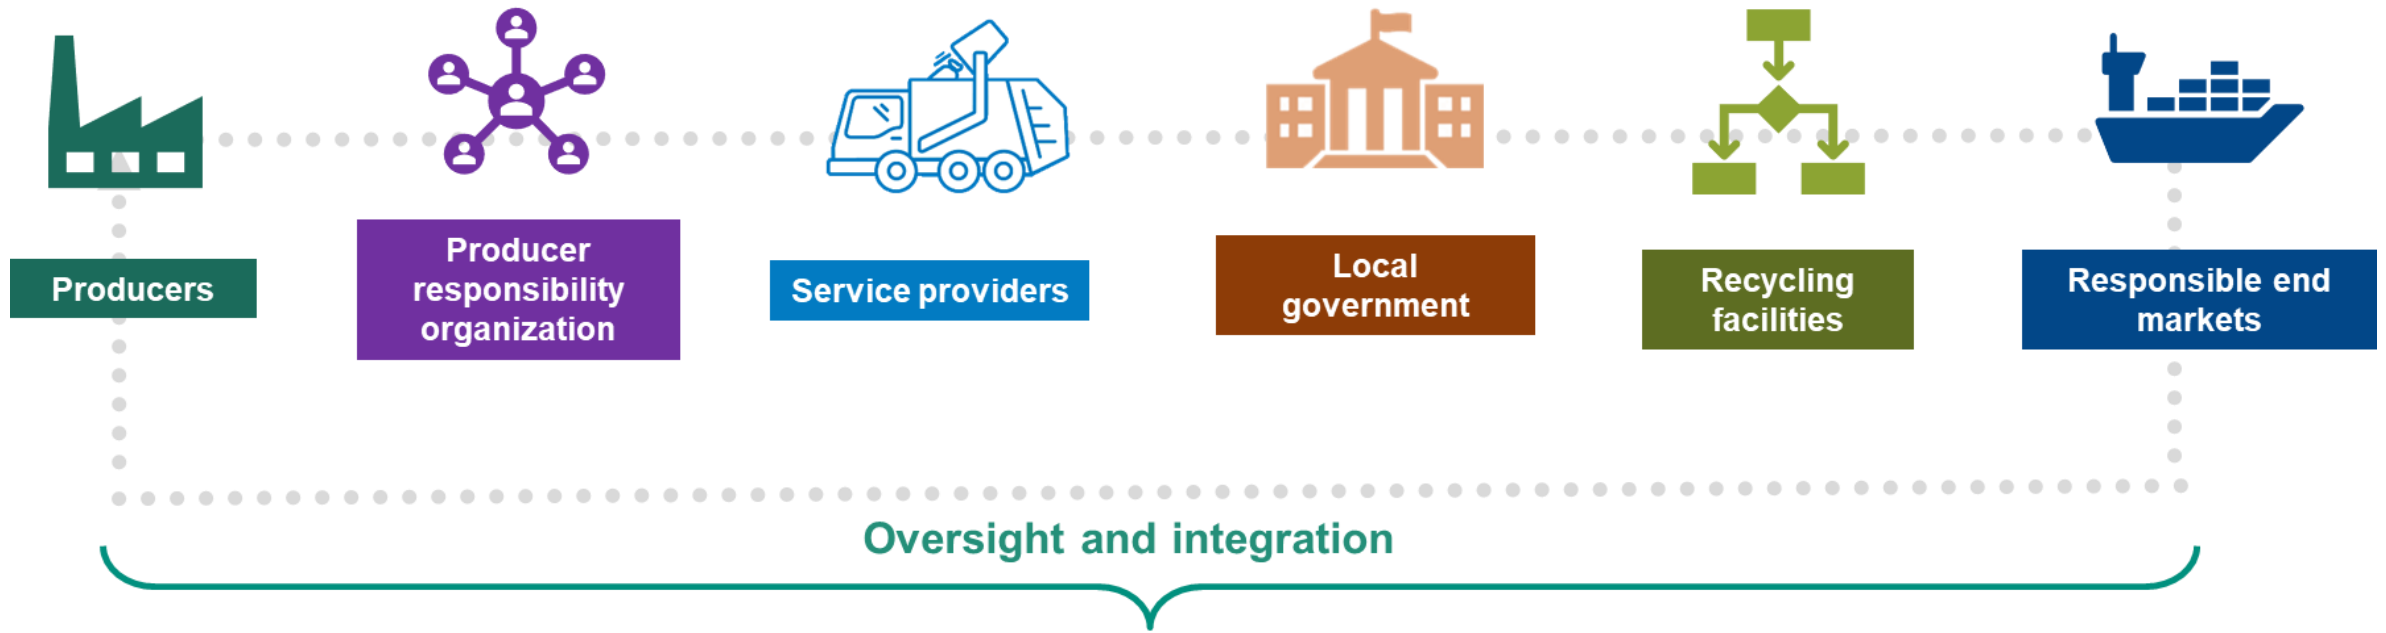 Producers
Producer
responsibility
organization
Service providers
Local
government
Recycling
facilities
Responsible end
markets
Oversight and integration